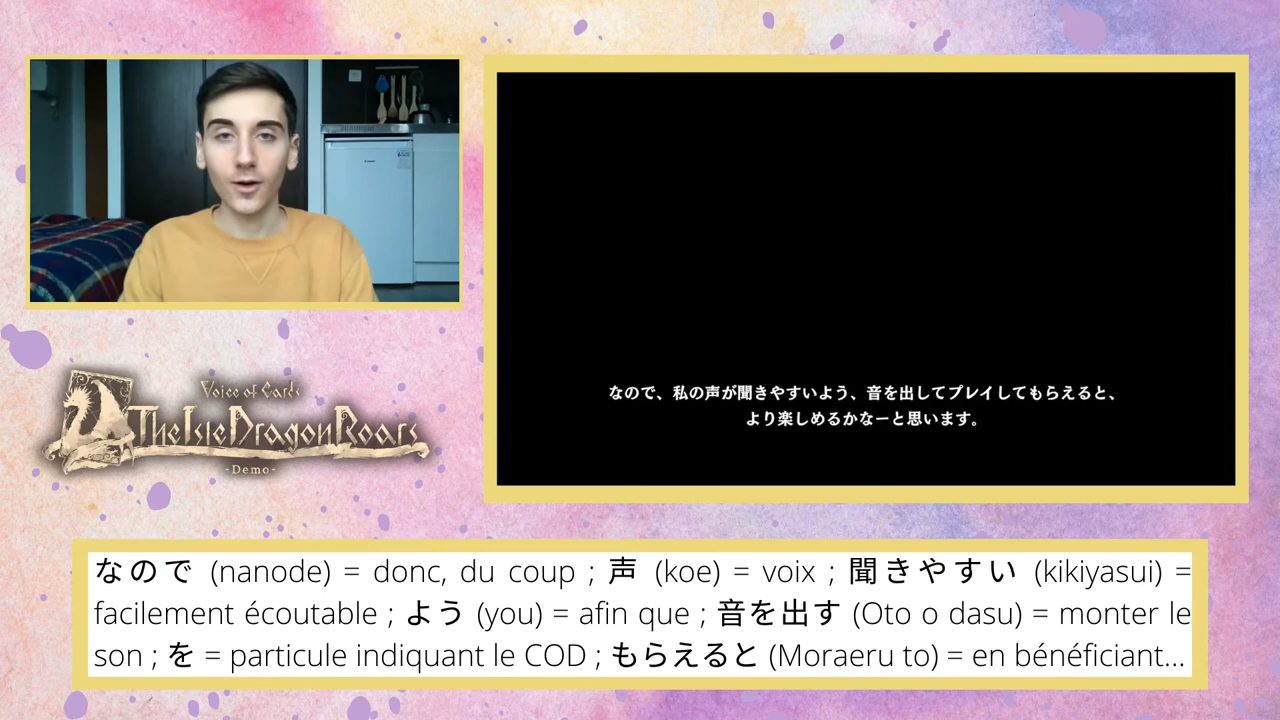 Voice of Cards
The Isle Dragon Roars
-Demo-
なので、私の声が聞きやすいよう、音を出してプレイしてもらえると、
より楽しめるかなーと思います。
なので (nanode) = donc, du coup ; 声 (koe) = voix ; 聞きやすい (kikiyasui) =
facilement écoutable ; よう (you) = afin que ; 音を出す (Oto o dasu) = monter le
son ; を = particule indiquant le COD ; もらえると (Moraeru to) = en bénéficiant...